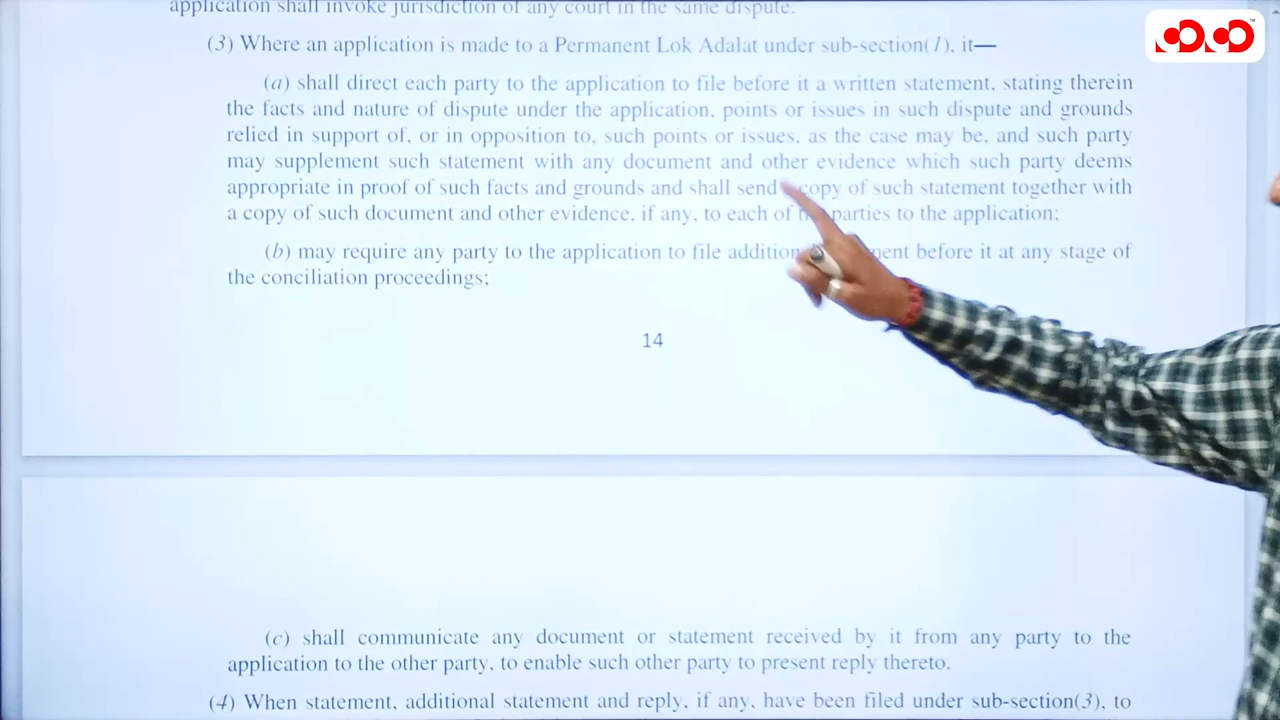 application shall invoke jurisdiction of any court in the same dispute.
(3) Where an application is made to a Permanent Lok Adalat under sub-section(1), it—
(a) shall direct each party to the application to file before it a written statement, stating therein
the facts and nature of dispute under the application, points or issues in such dispute and grounds
relied in support of, or in opposition to, such points or issues, as the case may be, and such party
may supplement such statement with any document and other evidence which such party deems
appropriate in proof of such facts and grounds and shall send copy of such statement together with
a copy of such document and other evidence, if any, to each of parties to the application;
(b) may require any party to the application to file before it at any stage of
the conciliation proceedings;
14
(c) shall communicate any document or statement received by it from any party to the
application to the other party, to enable such other party to present reply thereto.
(4) When statement, additional statement and reply, if any, have been filed under sub-section(3), to